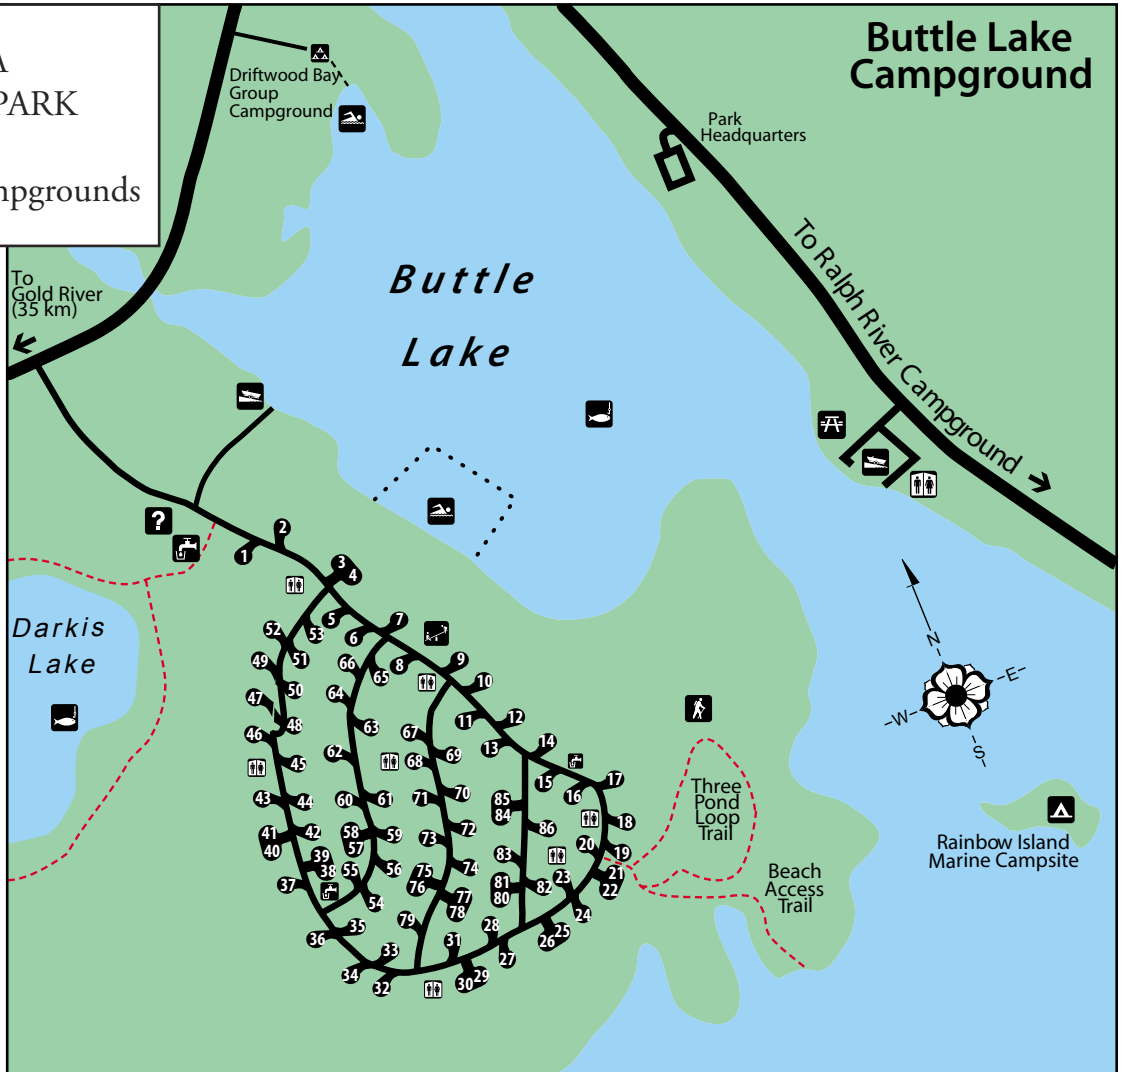 A
PARK
mpgrounds
Buttle Lake
Campground
Driftwood Bay
Group
Campground
Park
Headquarters
To
Gold River
(35 km)
Buttle
Lake
To Ralph River Campground
?
Darkis
Lake
N
E
W
S
Three
Pond
Loop
Trail
Beach
Access
Trail
Rainbow Island
Marine Campsite
1
2
3
4
5
6
7
8
9
10
11
12
13
14
15
16
17
18
19
20
21
22
23
24
25
26
27
28
29
30
31
32
33
34
35
36
37
38
39
40
41
42
43
44
45
46
47
48
49
50
51
52
53
54
55
56
57
58
59
60
61
62
63
64
65
66
67
68
69
70
71
72
73
74
75
76
77
78
79
80
81
82
83
84
85
86